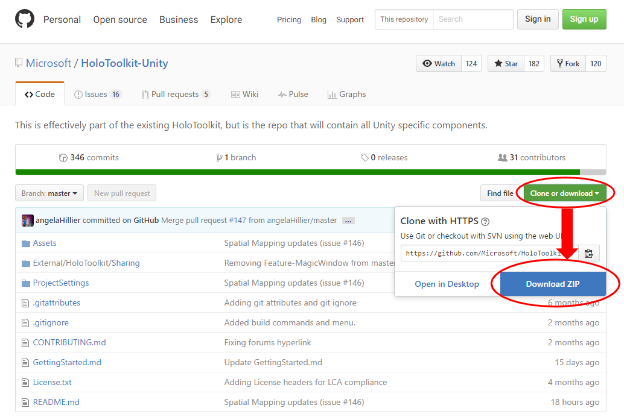 Personal Open source Business Explore Pricing Blog Support This repository Search Sign in Sign up
Microsoft / HoloToolkit-Unity Watch 124 Star 182 Fork 120
Code Issues 16 Pull requests 5 Wiki Pulse Graphs
This is effectively part of the existing HoloToolkit, but is the repo that will contain all Unity specific components.
346 commits 1 branch 0 releases 31 contributors
Branch: master New pull request Find file Clone or download
angelaHillier committed on GitHub Merge pull request #147 from angelaHillier/master ...
Clone with HTTPS
Use Git or checkout with SVN using the web
https://github.com/Microsoft/HoloToolk
Open in Desktop Download ZIP
Assets Spatial Mapping updates (issue #146)
External/HoloToolkit/Sharing Removing Feature-MagicWindow from
ProjectSettings Spatial Mapping updates (issue #146)
.gitattributes Adding git attributes and git ignore 6 months ago
.gitignore Added build commands and menu. 2 months ago
CONTRIBUTING.md Fixing forums hyperlink 2 months ago
GettingStarted.md Update GettingStarted.md 15 days ago
License.txt Adding License headers for LCA compliance 4 months ago
README.md Spatial Mapping updates (issue #146) 18 hours ago